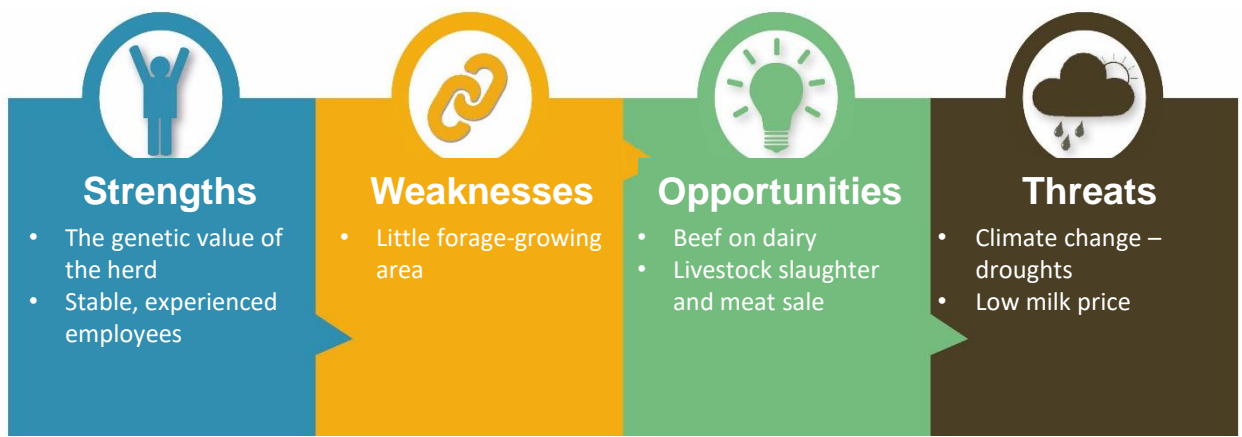 Strengths
• The genetic value of
the herd
• Stable, experienced
employees
Weaknesses
• Little forage-growing
area
Opportunities
• Beef on dairy
• Livestock slaughter
and meat sale
Threats
• Climate change –
droughts
• Low milk price